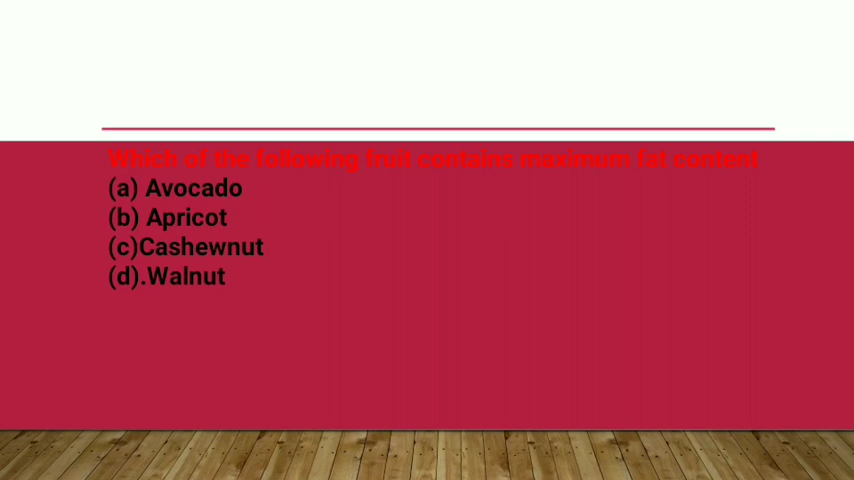 Which of the following fruit contains maximum fat content
(a) Avocado
(b) Apricot
(c)Cashewnut
(d).Walnut